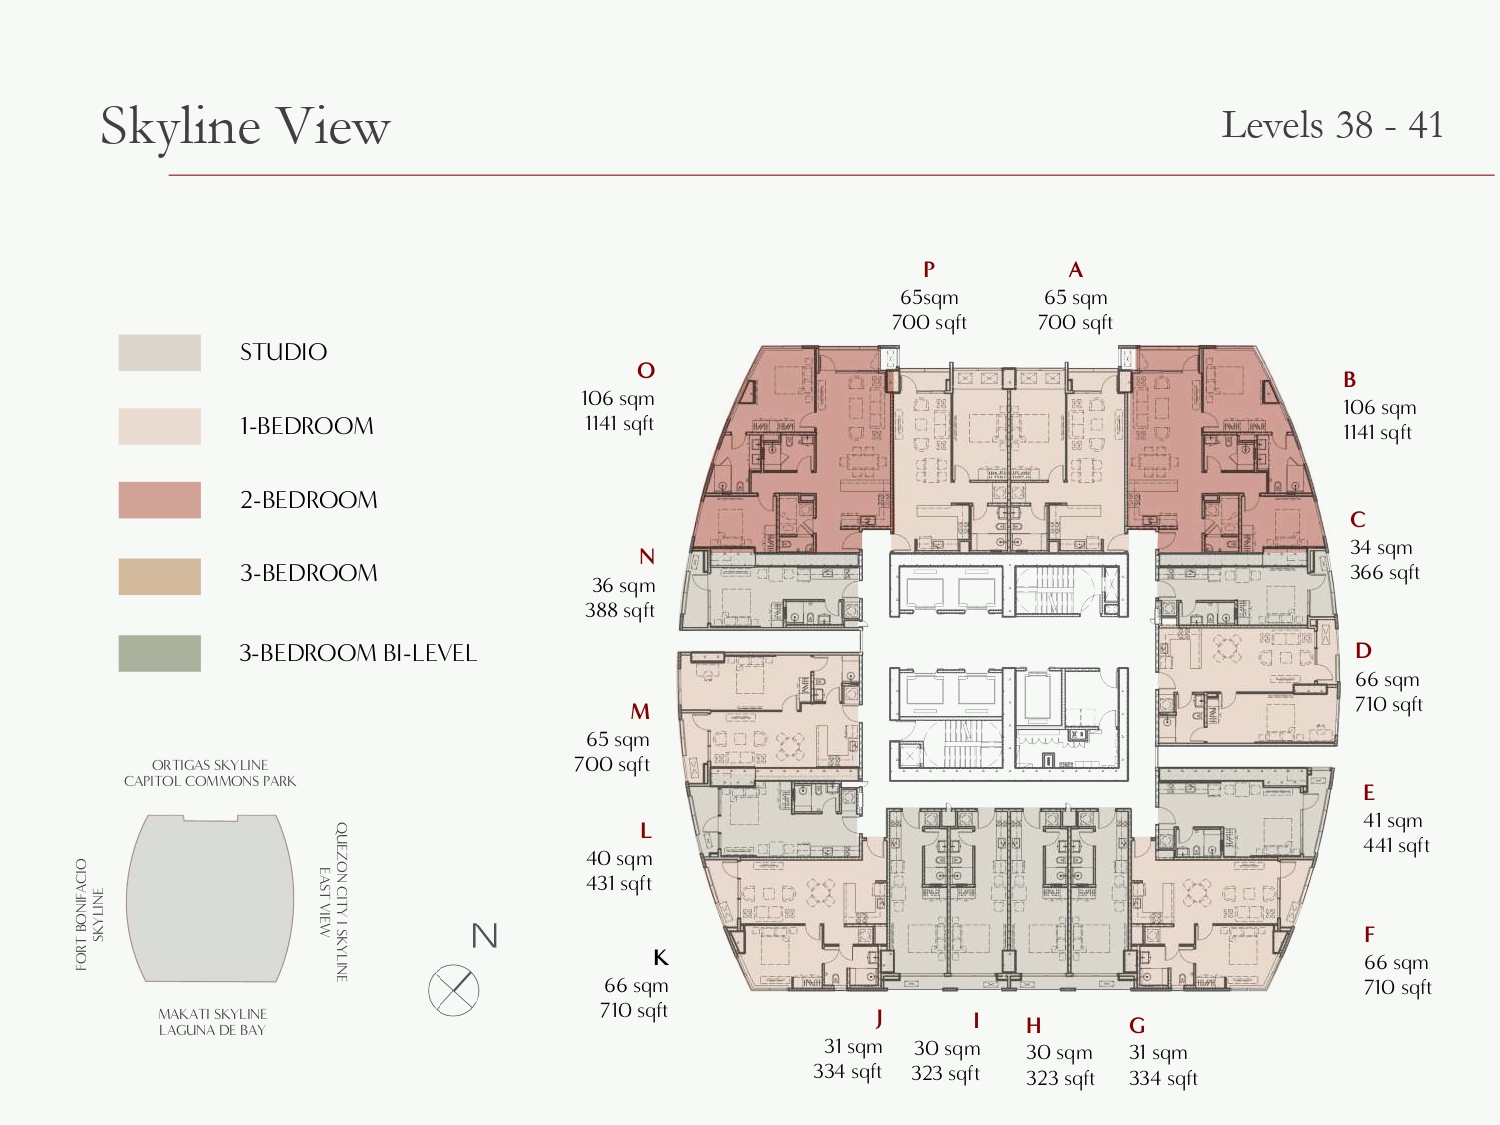 Skyline View
Levels 38 - 41
STUDIO
1-BEDROOM
2-BEDROOM
3-BEDROOM
3-BEDROOM BI-LEVEL
P
65sqm
700 sqft
A
65 sqm
700 sqft
O
106 sqm
1141 sqft
B
106 sqm
1141 sqft
C
34 sqm
366 sqft
N
36 sqm
388 sqft
D
66 sqm
710 sqft
M
65 sqm
700 sqft
E
41 sqm
441 sqft
L
40 sqm
431 sqft
F
66 sqm
710 sqft
K
66 sqm
710 sqft
J
31 sqm
334 sqft
I
30 sqm
323 sqft
H
30 sqm
323 sqft
G
31 sqm
334 sqft
ORTIGAS SKYLINE
CAPITOL COMMONS PARK
FORT BONIFACIO
SKYLINE
QUEZON CITY I SKYLINE
EAST VIEW
MAKATI SKYLINE
LAGUNA DE BAY
N